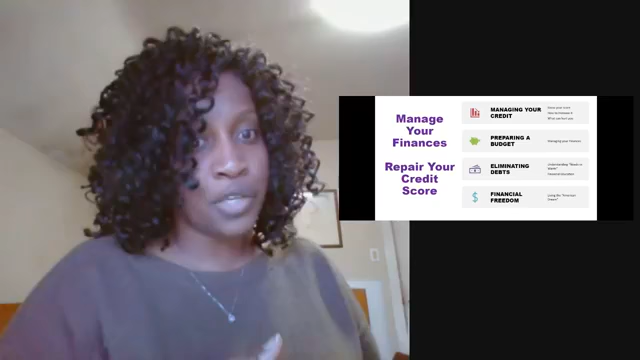 Manage
Your
Finances
Repair Your
Credit
Score
MANAGING YOUR
CREDIT
PREPARING A
BUDGET
Managing your finances
ELIMINATING
DEBTS
FINANCIAL
FREEDOM